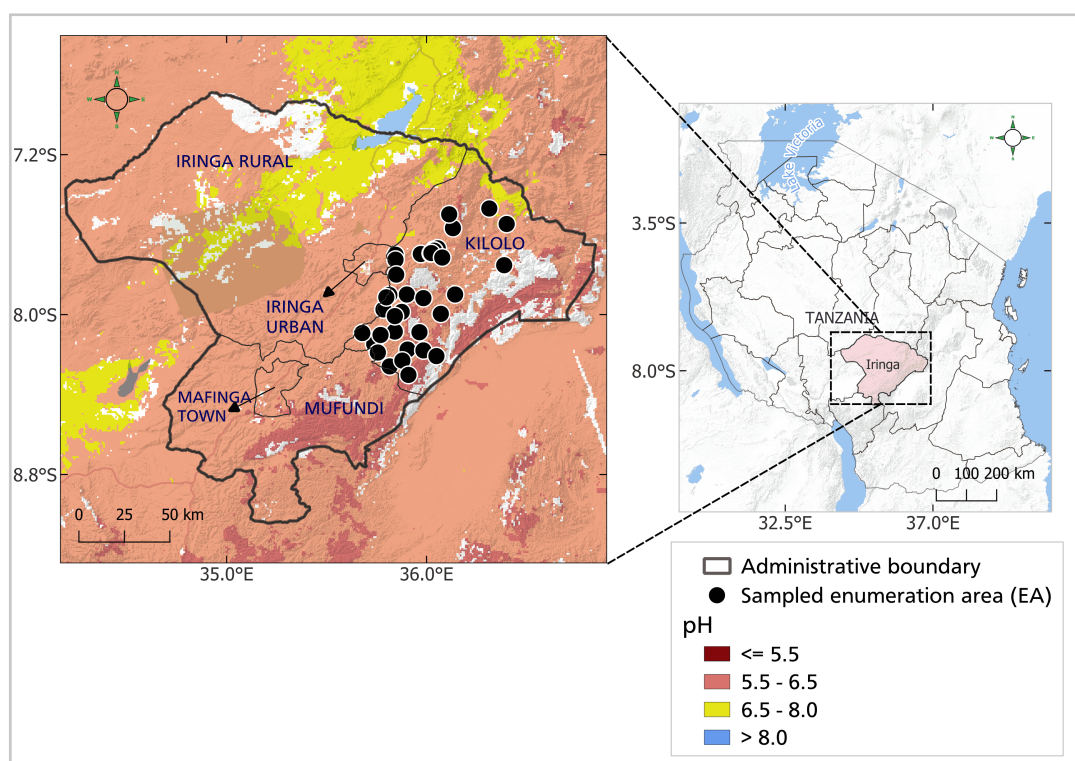 N
W
E
S
7.2°S
8.0°S
8.8°S
IRINGA RURAL
KILOLO
IRINGA
URBAN
MAFINGA
TOWN
MUFUNDI
0 25 50 km
35.0°E
36.0°E
N
W
E
S
Lake Victoria
3.5°S
8.0°S
TANZANIA
Iringa
0 100 200 km
32.5°E
37.0°E
Administrative boundary
Sampled enumeration area (EA)
pH
<= 5.5
5.5 - 6.5
6.5 - 8.0
> 8.0